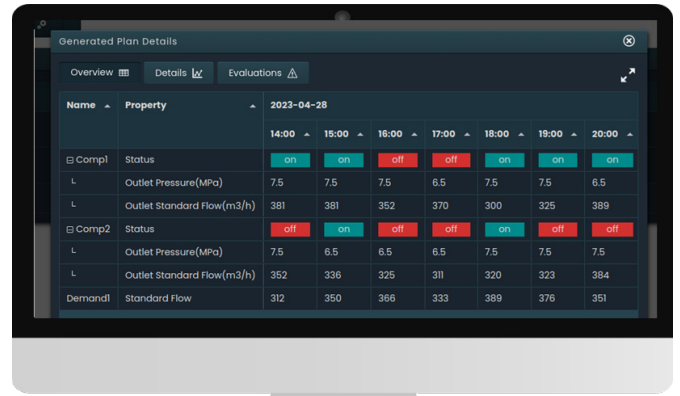 Generated Plan Details
Overview Details Evaluations
Name Property 2023-04-28
14:00 15:00 16:00 17:00 18:00 19:00 20:00
Comp1 Status on on off off on on on
Outlet Pressure(MPa) 7.5 7.5 7.5 6.5 7.5 7.5 6.5
Outlet Standard Flow(m3/h) 381 381 352 370 300 325 389
Comp2 Status off on off off on off off
Outlet Pressure(MPa) 7.5 6.5 6.5 6.5 7.5 7.5 7.5
Outlet Standard Flow(m3/h) 352 336 325 311 320 323 384
Demand1 Standard Flow 312 350 366 333 389 376 351